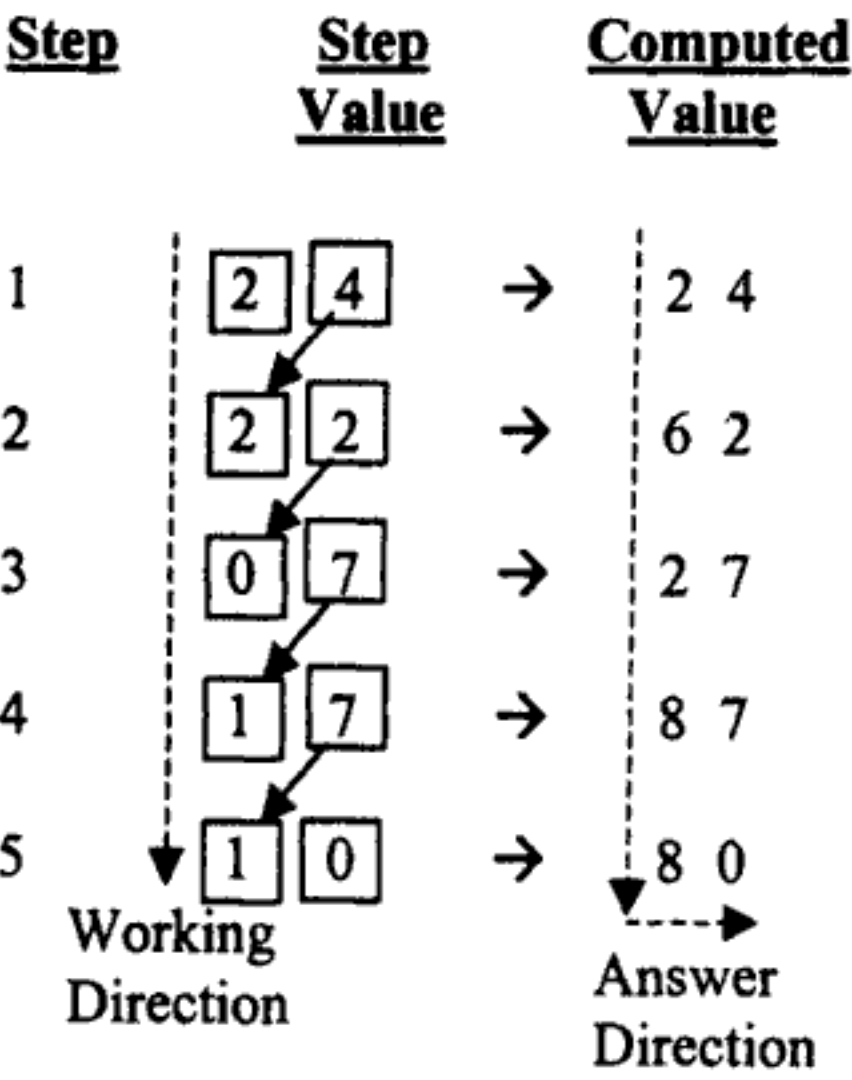 Step Step Computed
Value Value
1 2 4 → 2 4
2 2 2 → 6 2
3 0 7 → 2 7
4 1 7 → 8 7
5 1 0 → 8 0
Working
Direction
Answer
Direction